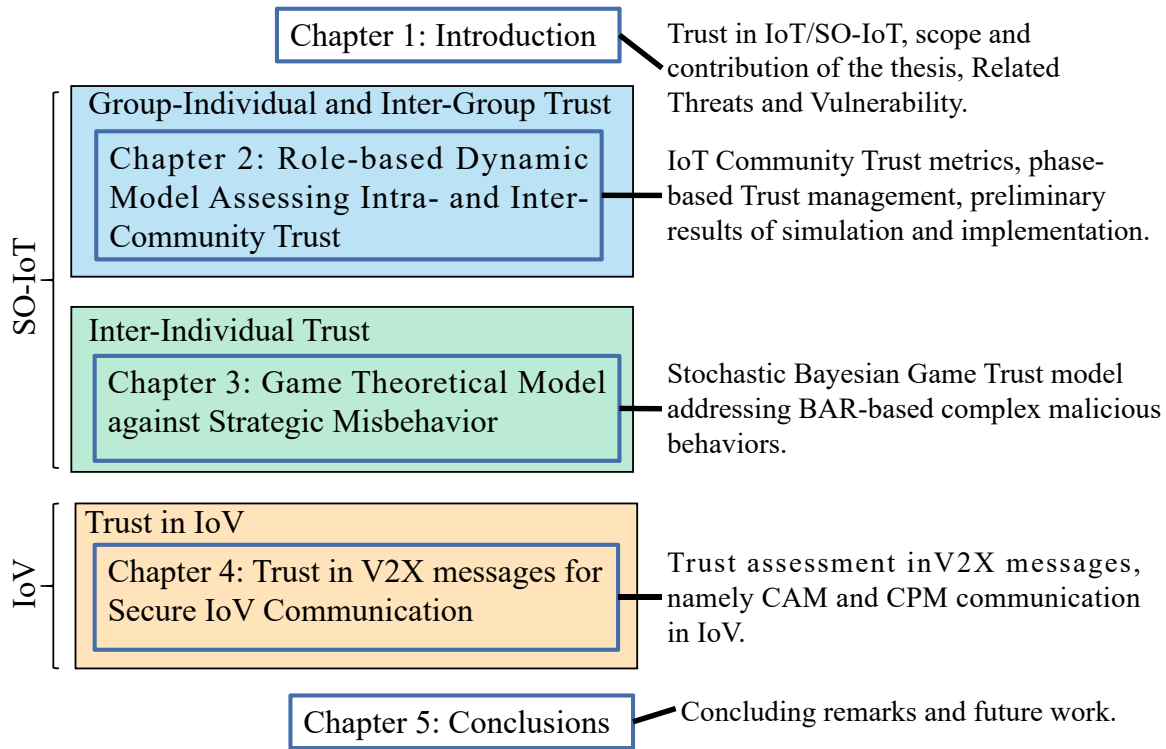 Chapter 1: Introduction
Trust in IoT/SO-IoT, scope and
contribution of the thesis, Related
Threats and Vulnerability.
SO-IoT
Group-Individual and Inter-Group Trust
Chapter 2: Role-based Dynamic
Model Assessing Intra- and Inter-
Community Trust
IoT Community Trust metrics, phase-
based Trust management, preliminary
results of simulation and implementation.
Inter-Individual Trust
Chapter 3: Game Theoretical Model
against Strategic Misbehavior
Stochastic Bayesian Game Trust model
addressing BAR-based complex malicious
behaviors.
IoV
Trust in IoV
Chapter 4: Trust in V2X messages for
Secure IoV Communication
Trust assessment inV2X messages,
namely CAM and CPM communication
in IoV.
Chapter 5: Conclusions
Concluding remarks and future work.